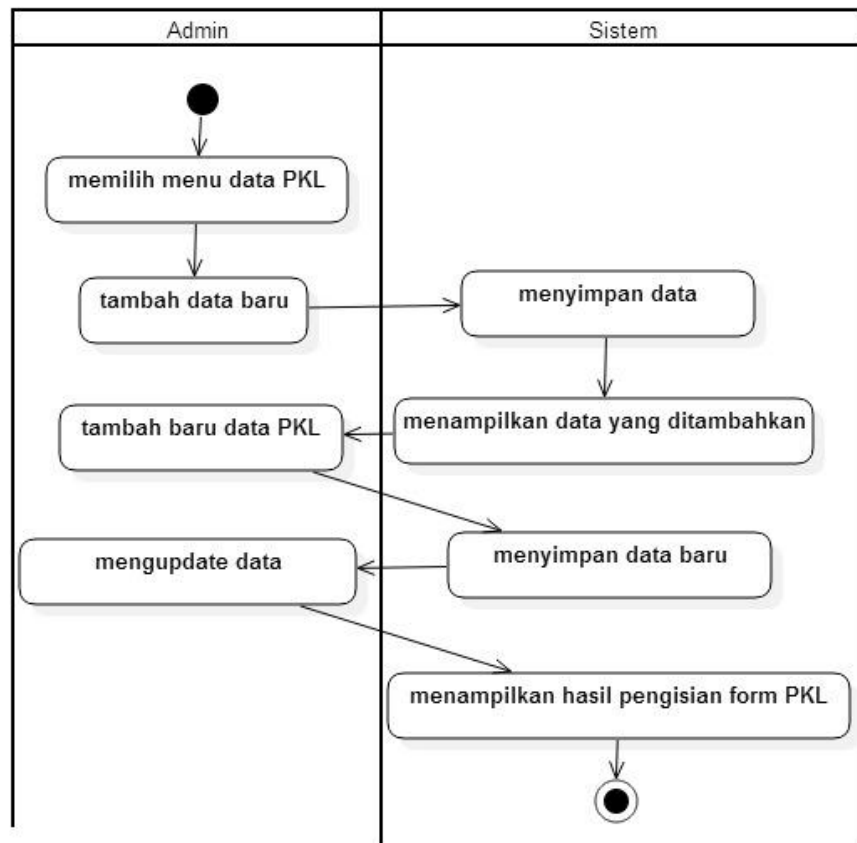 Admin
Sistem
memilih menu data PKL
tambah data baru
menyimpan data
menampilkan data yang ditambahkan
tambah baru data PKL
menyimpan data baru
mengupdate data
menampilkan hasil pengisian form PKL